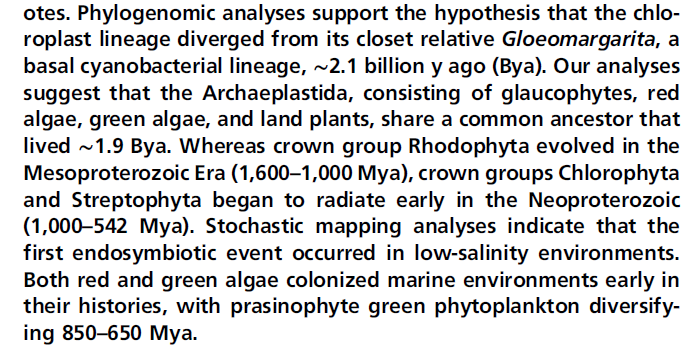 otes. Phylogenomic analyses support the hypothesis that the chlo-
roplast lineage diverged from its closet relative Gloeomargarita, a
basal cyanobacterial lineage, ∼2.1 billion y ago (Bya). Our analyses
suggest that the Archaeplastida, consisting of glaucophytes, red
algae, green algae, and land plants, share a common ancestor that
lived ∼1.9 Bya. Whereas crown group Rhodophyta evolved in the
Mesoproterozoic Era (1,600–1,000 Mya), crown groups Chlorophyta
and Streptophyta began to radiate early in the Neoproterozoic
(1,000–542 Mya). Stochastic mapping analyses indicate that the
first endosymbiotic event occurred in low-salinity environments.
Both red and green algae colonized marine environments early in
their histories, with prasinophyte green phytoplankton diversify-
ing 850–650 Mya.